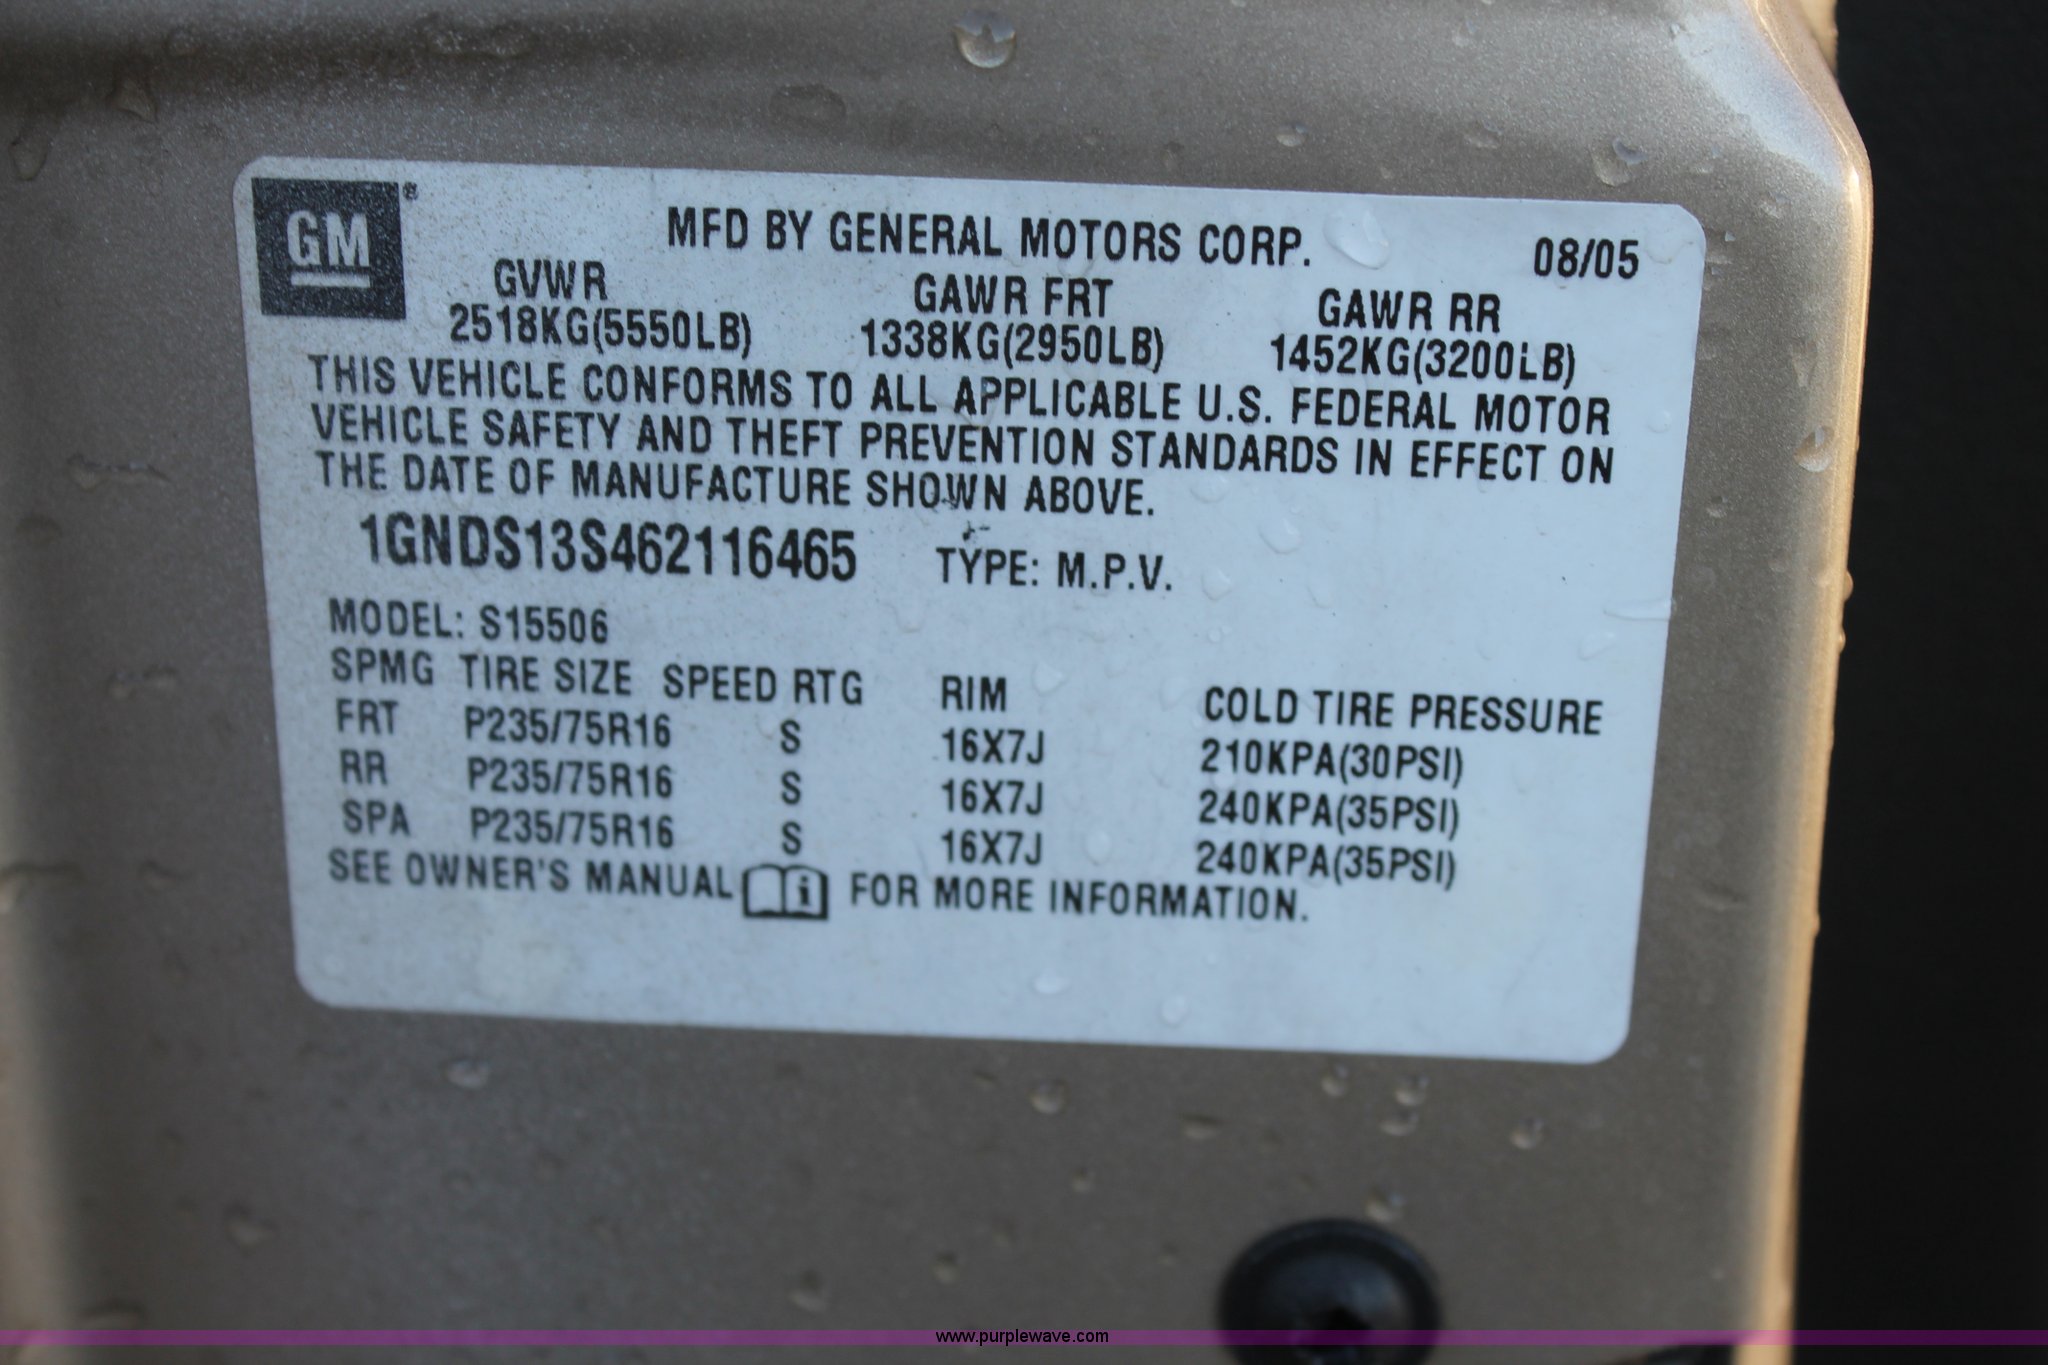 GM®
MFD BY GENERAL MOTORS CORP. 08/05
GVWR GAWR FRT GAWR RR
2518KG(5550LB) 1338KG(2950LB) 1452KG(3200LB)
THIS VEHICLE CONFORMS TO ALL APPLICABLE U.S. FEDERAL MOTOR
VEHICLE SAFETY AND THEFT PREVENTION STANDARDS IN EFFECT ON
THE DATE OF MANUFACTURE SHOWN ABOVE.
1GNDS13S462116465 TYPE: M.P.V.
MODEL: S15506
SPMG TIRE SIZE SPEED RTG RIM COLD TIRE PRESSURE
FRT P235/75R16 S 16X7J 210KPA(30PSI)
RR P235/75R16 S 16X7J 240KPA(35PSI)
SPA P235/75R16 S 16X7J 240KPA(35PSI)
SEE OWNER'S MANUAL i FOR MORE INFORMATION.
www.purplewave.com